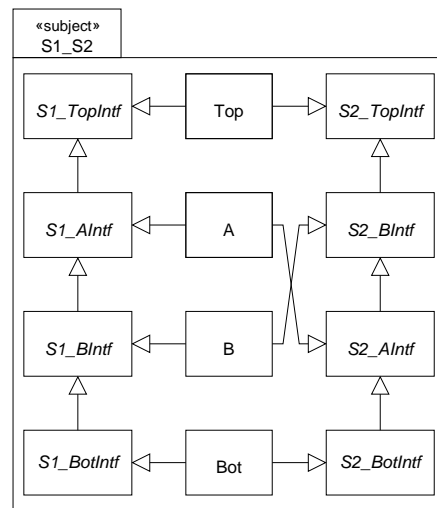 «subject»
S1_S2
S1_TopIntf
Top
S2_TopIntf
S1_AIntf
A
S2_BIntf
S1_BIntf
B
S2_AIntf
S1_BotIntf
Bot
S2_BotIntf